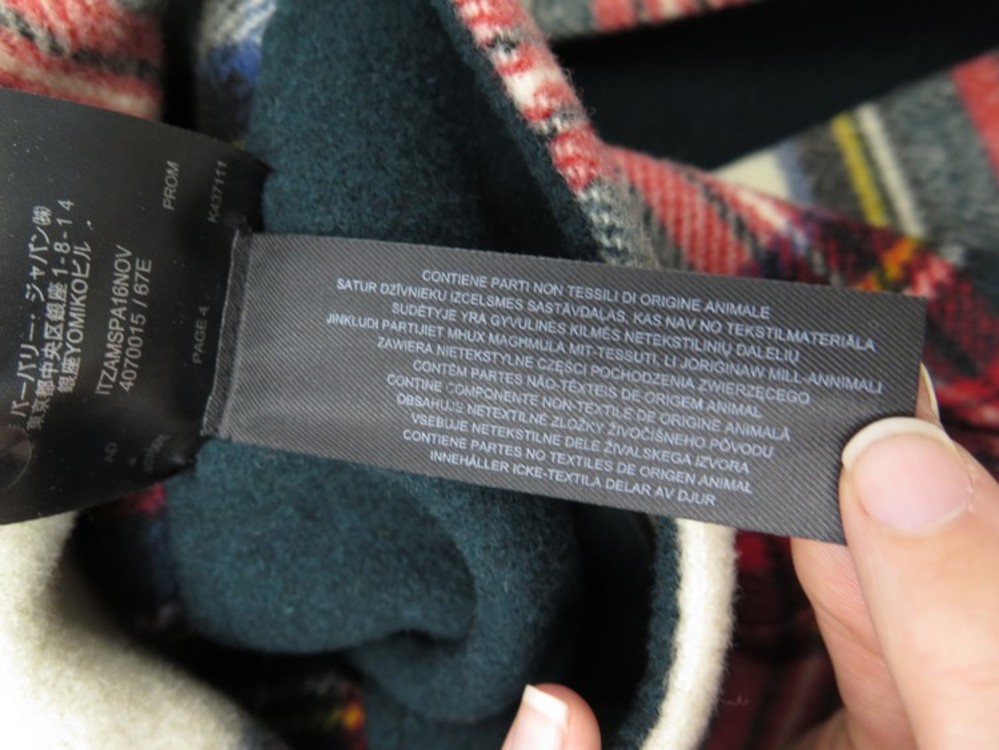 バーバリー・ジャパン(株)
東京都中央区銀座1-8-14
銀座YOMIKOビル
ITZAMSPA16NOV
4070015 / 67E
PROM
K437111
PAGE 4
CONTIENE PARTI NON TESSILI DI ORIGINE ANIMALE
SATUR DZĪVNIEKU IZCELSMES SASTĀVDAĻAS, KAS NAV NO TEKSTILMATERIĀLA
SUDĖTYJE YRA GYVULINĖS KILMĖS NETEKSTILINIŲ DALELIŲ
JINKLUDI PARTIJIET MHUX MAGHMULA MIT-TESSUTI, LI JORIGINAW MILL-ANNIMALI
ZAWIERA NIETEKSTYLNE CZĘŚCI POCHODZENIA ZWIERZĘCEGO
CONTÉM PARTES NÃO-TÊXTEIS DE ORIGEM ANIMAL
CONȚINE COMPONENTE NON-TEXTILE DE ORIGINE ANIMALĂ
OBSAHUJE NETEXTILNÉ ZLOŽKY ŽIVOČÍŠNEHO PÔVODU
VSEBUJE NETEKSTILNE DELE ŽIVALSKEGA IZVORA
CONTIENE PARTES NO TEXTILES DE ORIGEN ANIMAL
INNEHÅLLER ICKE-TEXTILA DELAR AV DJUR